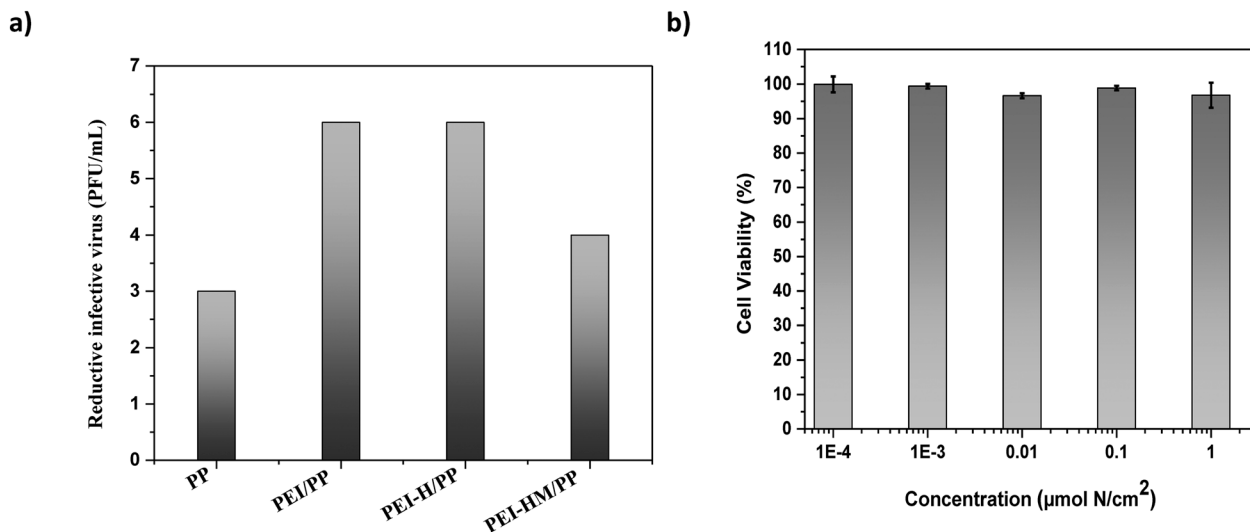 a)
Reductive infective virus (PFU/mL)
7
6
5
4
3
2
1
0
PP
PEI/PP
PEI-H/PP
PEI-HM/PP
b)
Cell Viability (%)
110
100
90
80
70
60
50
40
30
20
10
0
1E-4
1E-3
0.01
0.1
1
Concentration (μmol N/cm²)